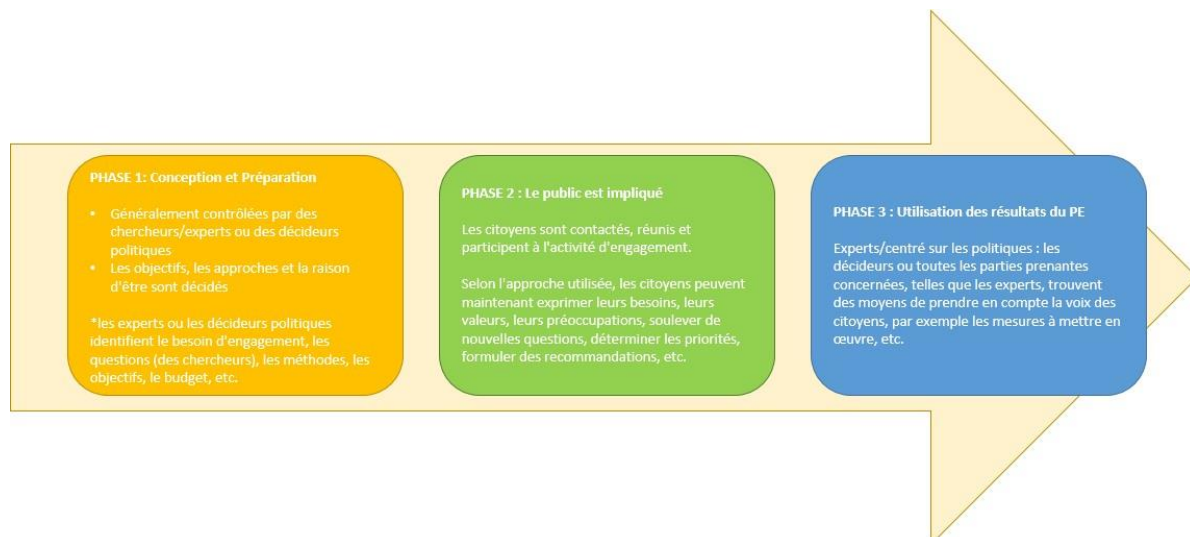 PHASE 1: Conception et Préparation
• Généralement contrôlées par des
chercheurs/experts ou des décideurs
politiques
• Les objectifs, les approches et la raison
d'être sont décidés
*les experts ou les décideurs politiques
identifient le besoin d'engagement, les
questions (des chercheurs), les méthodes, les
objectifs, le budget, etc.
PHASE 2 : Le public est impliqué
Les citoyens sont contactés, réunis et
participent à l'activité d'engagement.
Selon l'approche utilisée, les citoyens peuvent
maintenant exprimer leurs besoins, leurs
valeurs, leurs préoccupations, soulever de
nouvelles questions, déterminer les priorités,
formuler des recommandations, etc.
PHASE 3 : Utilisation des résultats du PE
Experts/centré sur les politiques : les
décideurs ou toutes les parties prenantes
concernées, telles que les experts, trouvent
des moyens de prendre en compte la voix des
citoyens, par exemple les mesures à mettre en
œuvre, etc.